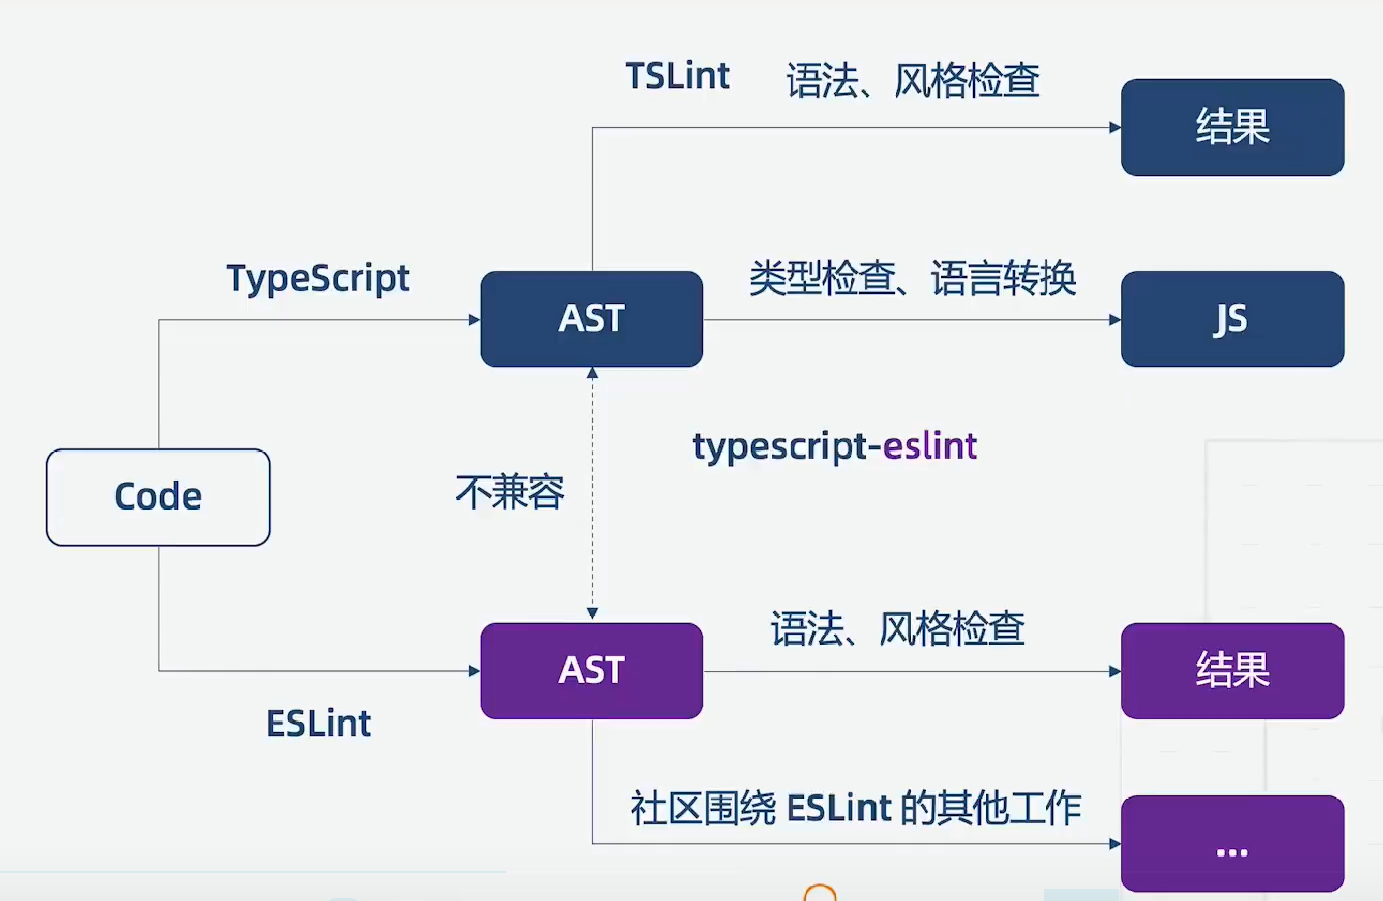 TSLint 语法、风格检查
结果
TypeScript
AST
类型检查、语言转换
JS
typescript-eslint
不兼容
Code
ESLint
AST
语法、风格检查
结果
社区围绕 ESLint 的其他工作
...